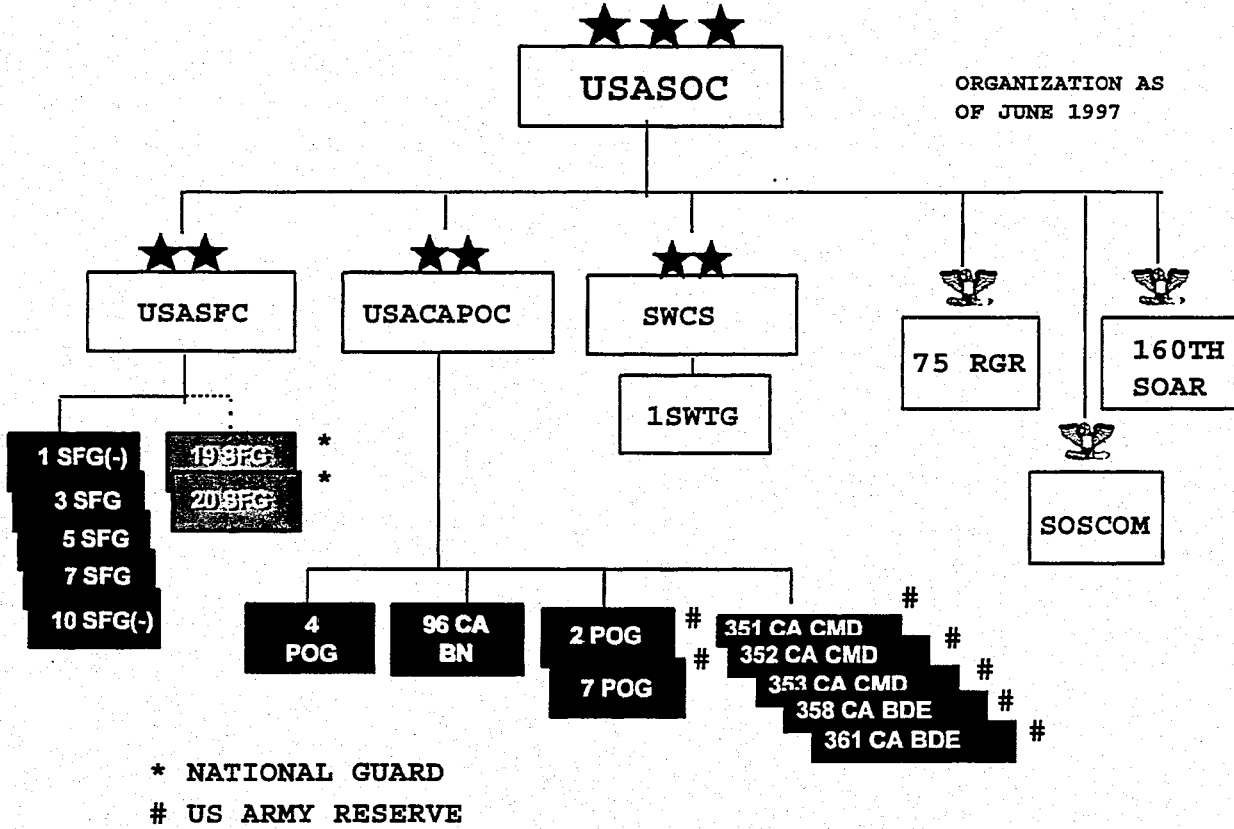 USASOC
ORGANIZATION AS
OF JUNE 1997
USASFC
USACAPOC
SWCS
75 RGR
160TH
SOAR
1SWTG
SOSCOM
1 SFG(-)
3 SFG
5 SFG
7 SFG
10 SFG(-)
19 SFG *
20 SFG *
4
POG
96 CA
BN
2 POG #
7 POG #
351 CA CMD #
352 CA CMD #
353 CA CMD #
358 CA BDE #
361 CA BDE #
* NATIONAL GUARD
# US ARMY RESERVE